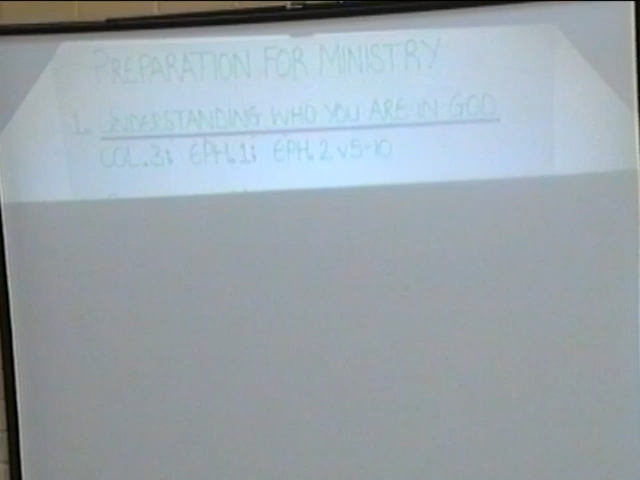 PREPARATION FOR MINISTRY
1. UNDERSTANDING WHO YOU ARE IN GOD
COL.3; EPH.1; EPH.2 v5-10